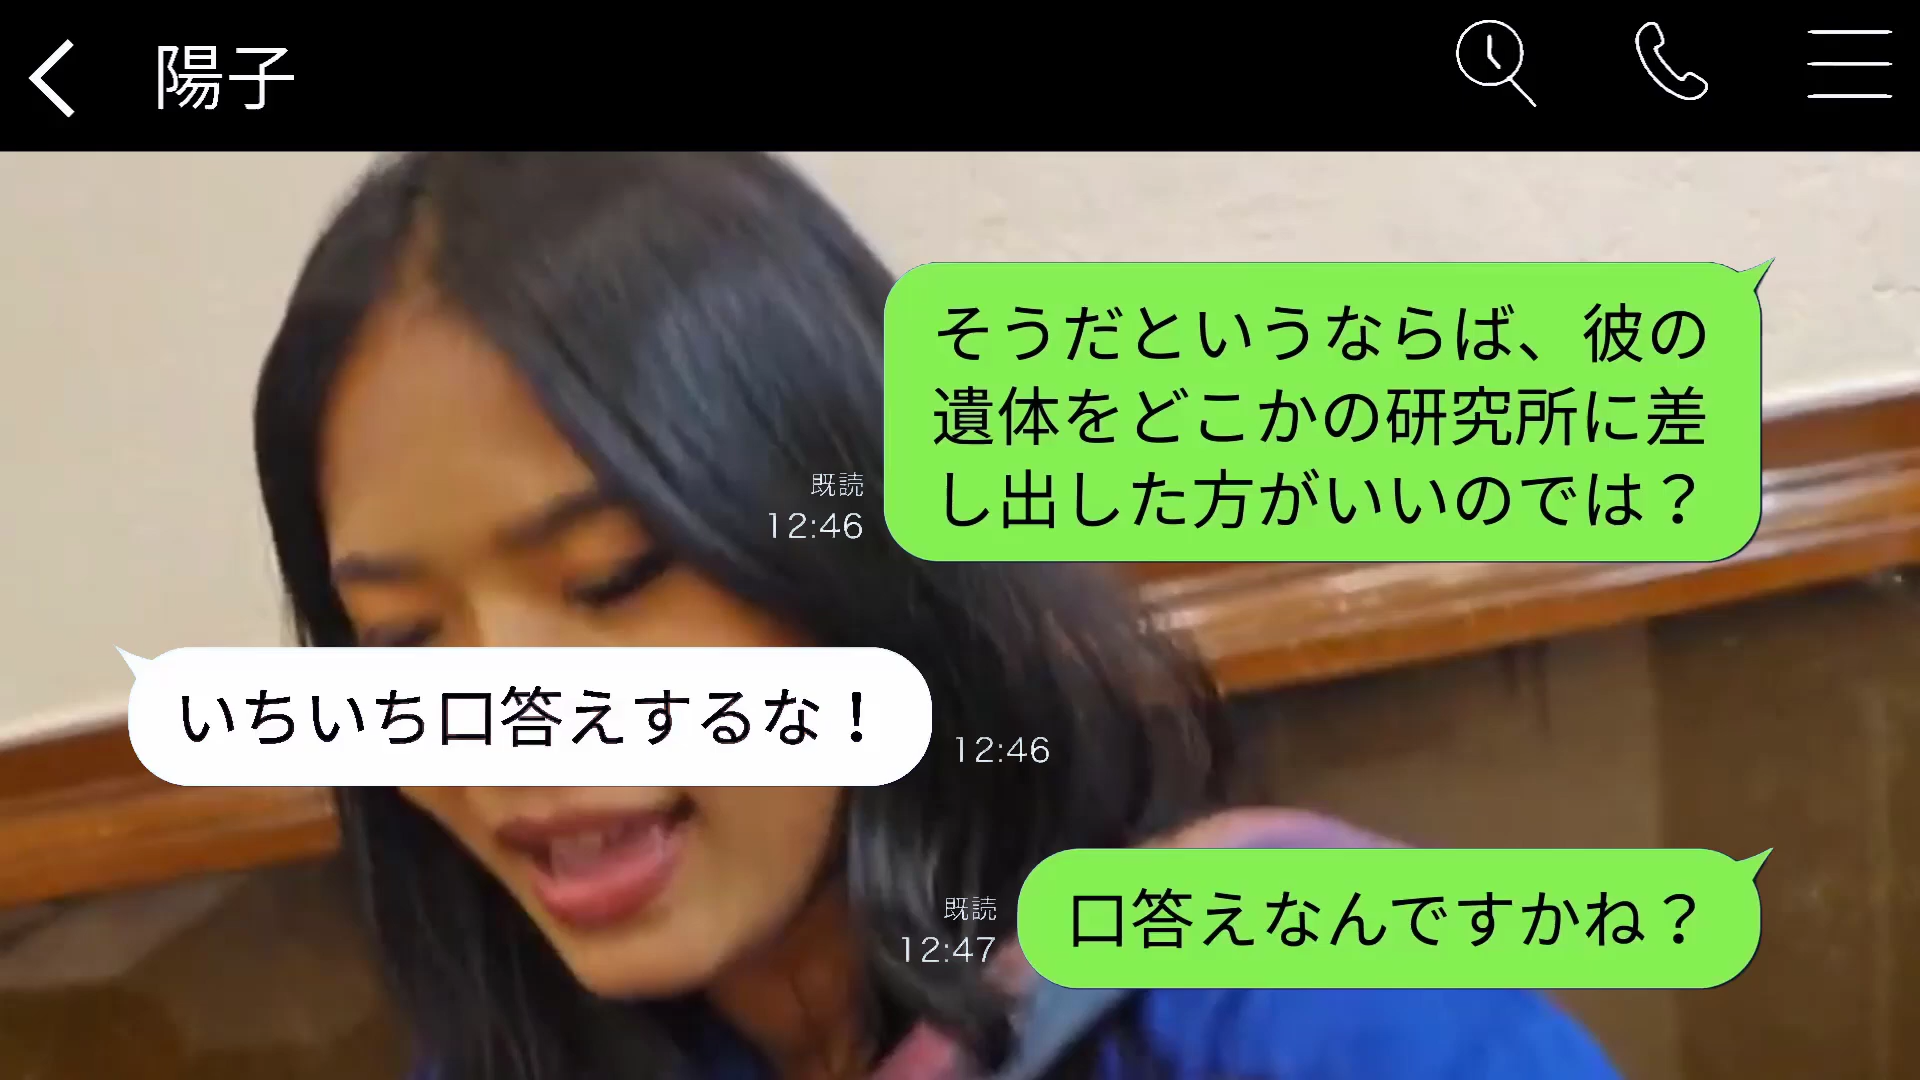 陽子
そうだというならば、彼の
遺体をどこかの研究所に差
し出した方がいいのでは？
既読
12:46
いちいち口答えするな！
12:46
口答えなんですかね？
既読
12:47